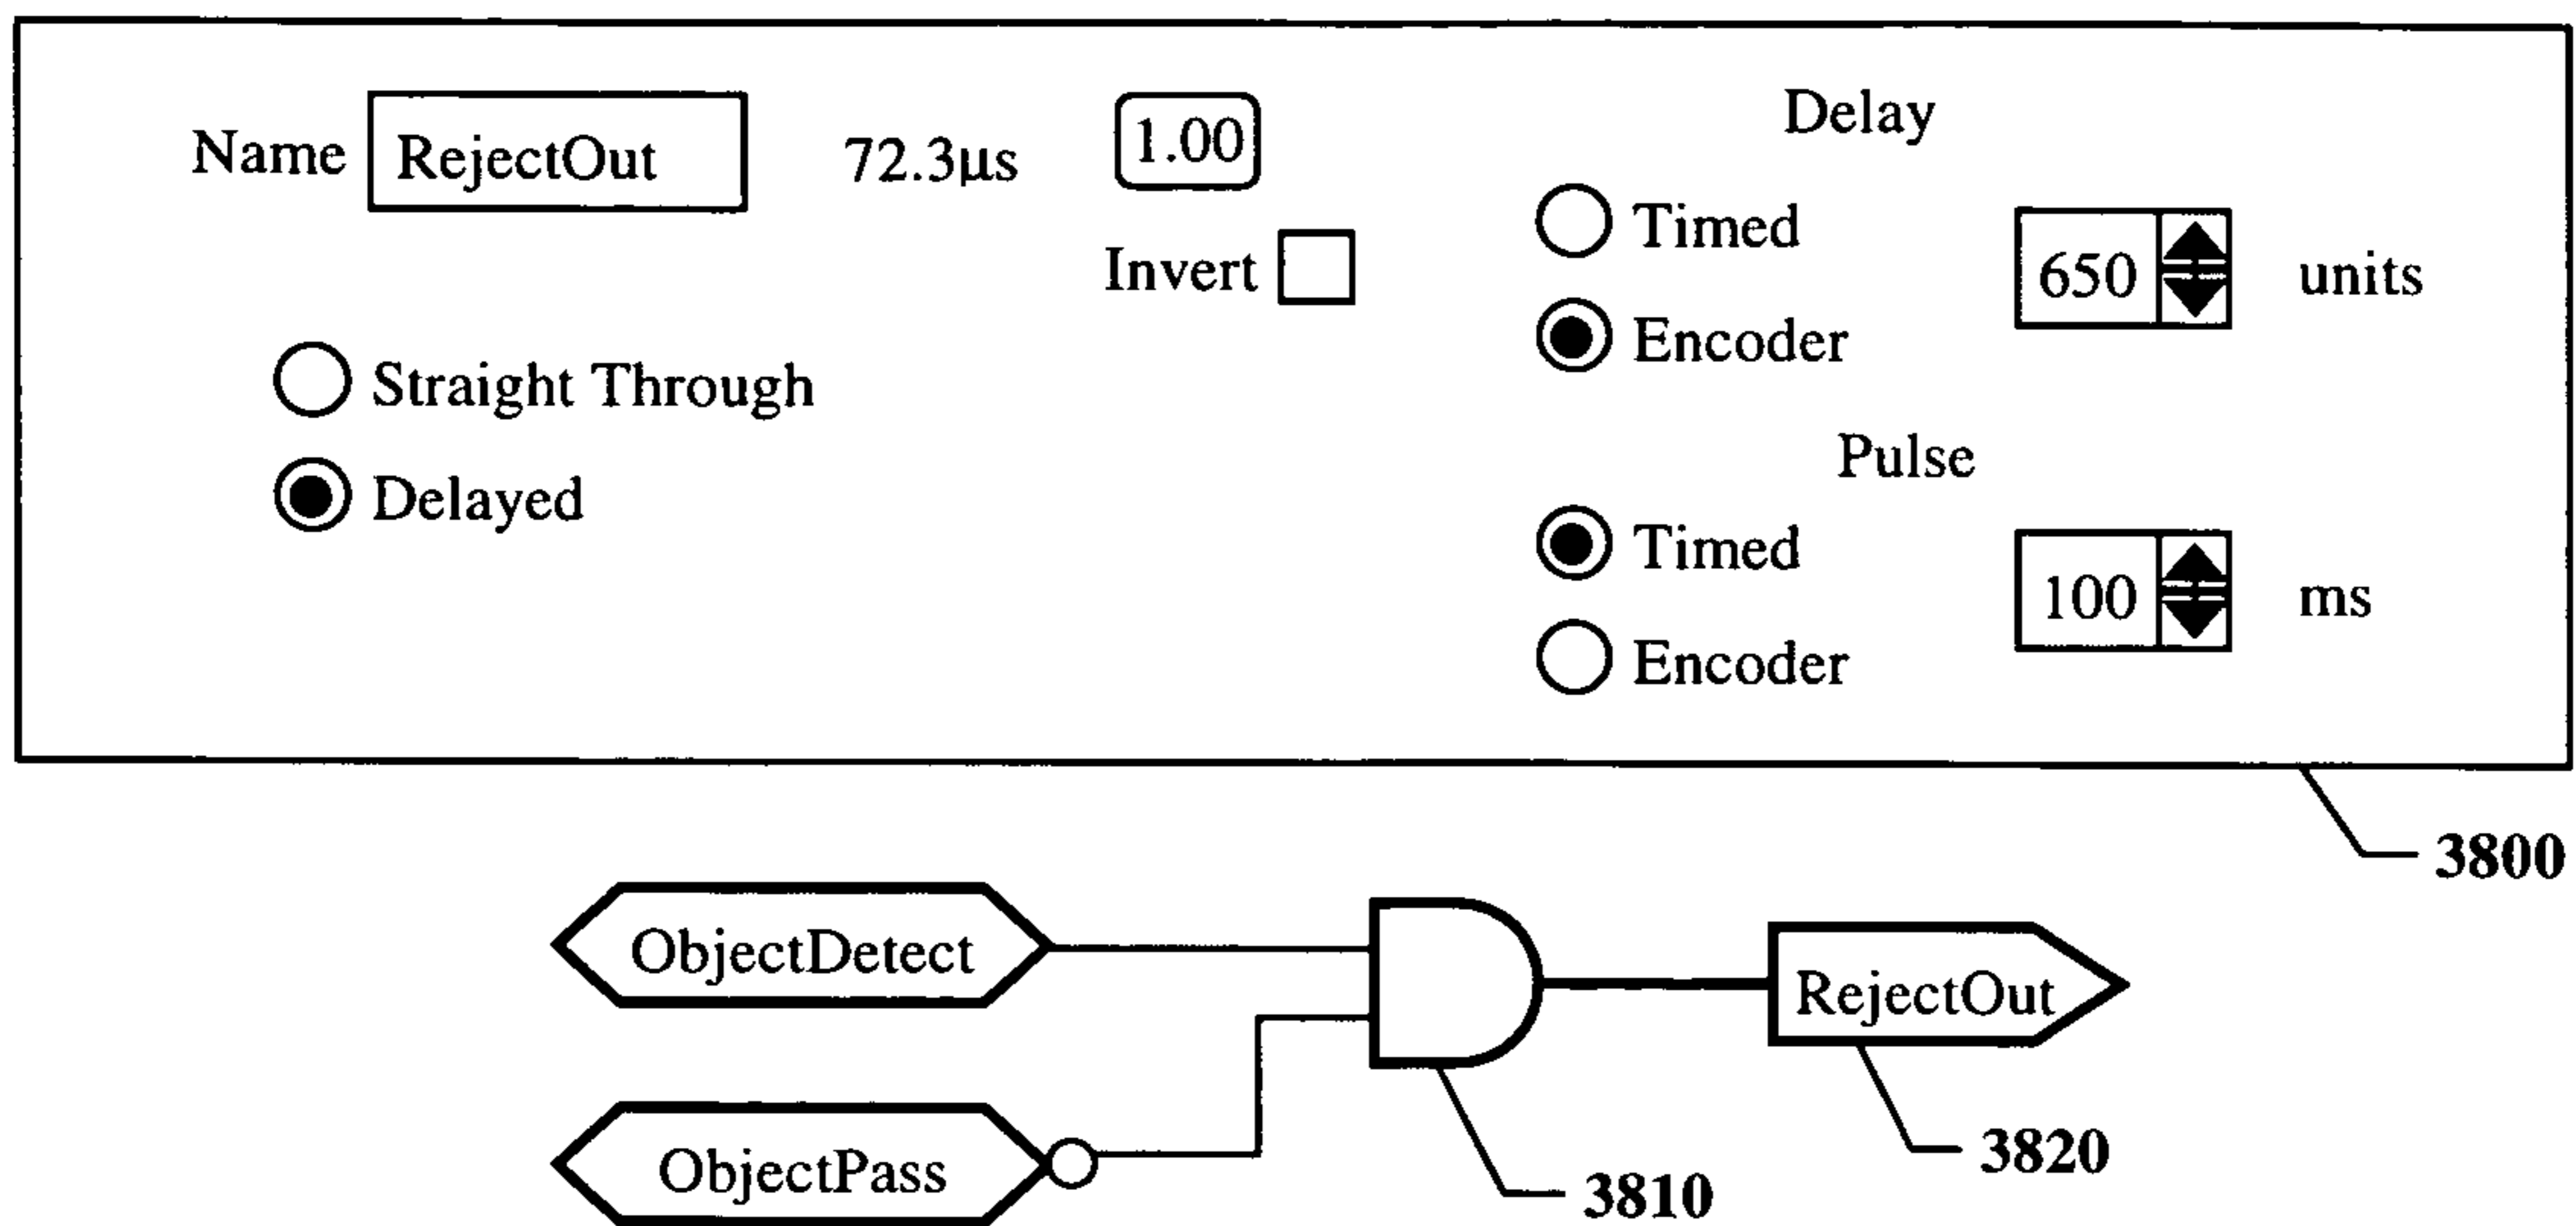 Name RejectOut 72.3μs 1.00
Invert
Straight Through
Delayed
Delay
Timed
Encoder
650 units
Pulse
Timed
Encoder
100 ms
3800
ObjectDetect
RejectOut
ObjectPass
3810
3820